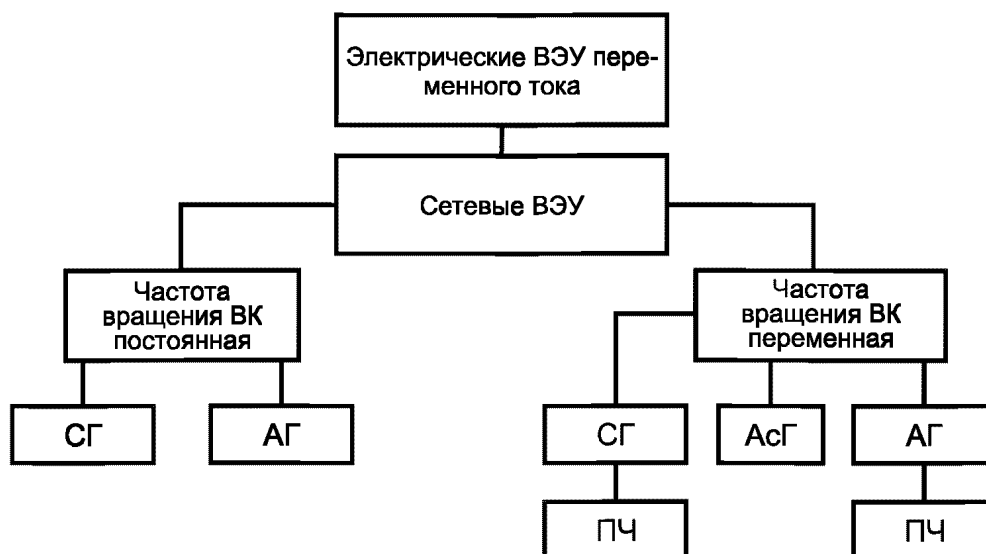 Электрические ВЭУ пере-
менного тока
Сетевые ВЭУ
Частота
вращения ВК
постоянная
Частота
вращения ВК
переменная
СГ
АГ
СГ
АсГ
АГ
ПЧ
ПЧ